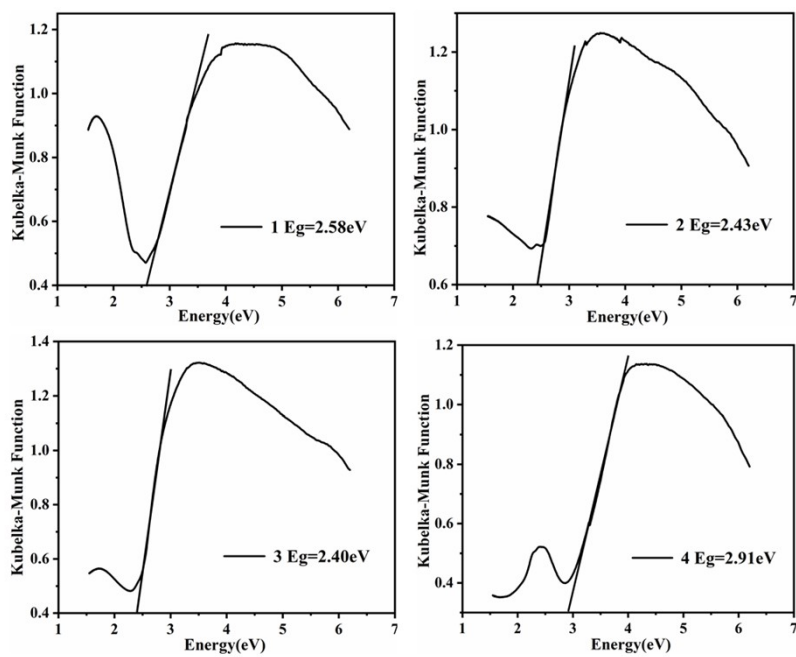 Kubelka-Munk Function
1.2
1.0
0.8
0.6
0.4
1 Eg=2.58eV
1 2 3 4 5 6 7
Energy(eV)
Kubelka-Munk Function
1.2
1.0
0.8
0.6
2 Eg=2.43eV
1 2 3 4 5 6 7
Energy(eV)
Kubelka-Munk Function
1.4
1.2
1.0
0.8
0.6
0.4
3 Eg=2.40eV
1 2 3 4 5 6 7
Energy(eV)
Kubelka-Munk Function
1.2
1.0
0.8
0.6
0.4
4 Eg=2.91eV
1 2 3 4 5 6 7
Energy(eV)